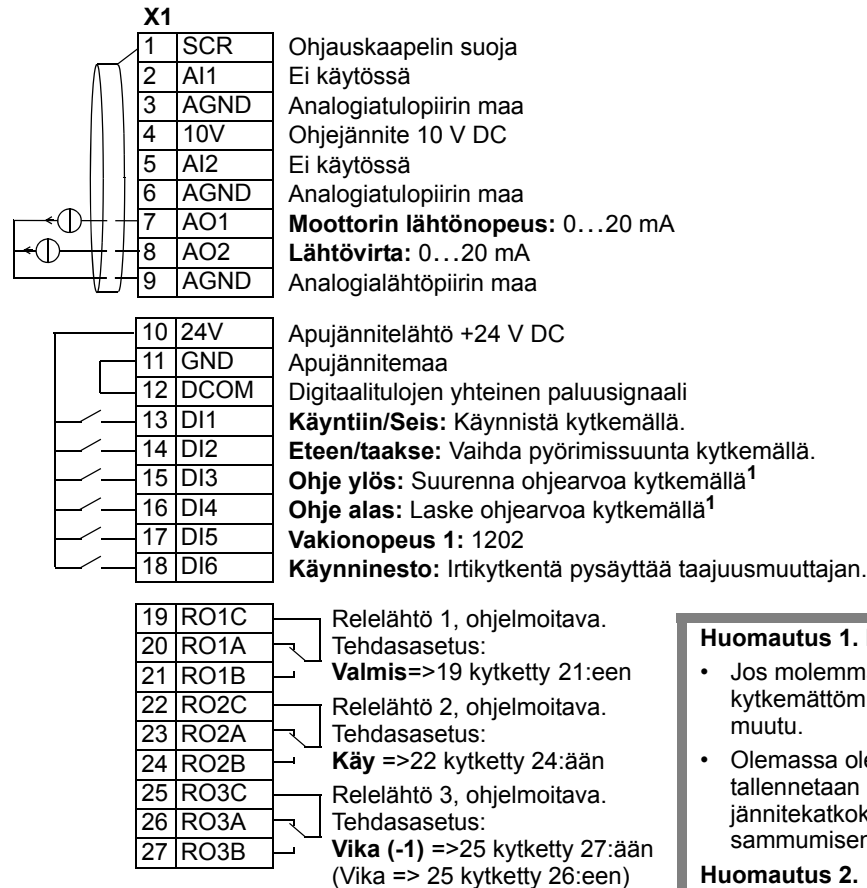 X1
1 SCR Ohjauskaapelin suoja
2 AI1 Ei käytössä
3 AGND Analogiatulopiirin maa
4 10V Ohjejännite 10 V DC
5 AI2 Ei käytössä
6 AGND Analogiatulopiirin maa
7 AO1 Moottorin lähtönopeus: 0…20 mA
8 AO2 Lähtövirta: 0…20 mA
9 AGND Analogialähtöpiirin maa
10 24V Apujännitelähtö +24 V DC
11 GND Apujännitemaa
12 DCOM Digitaalitulojen yhteinen paluusignaali
13 DI1 Käyntiin/Seis: Käynnistä kytkemällä.
14 DI2 Eteen/taakse: Vaihda pyörimissuunta kytkemällä.
15 DI3 Ohje ylös: Suurenna ohjearvoa kytkemällä1
16 DI4 Ohje alas: Laske ohjearvoa kytkemällä1
17 DI5 Vakionopeus 1: 1202
18 DI6 Käynninesto: Irtikytkentä pysäyttää taajuusmuuttajan.
19 RO1C Relelähtö 1, ohjelmoitava.
20 RO1A Tehdasasetus:
21 RO1B Valmis=>19 kytketty 21:een
22 RO2C Relelähtö 2, ohjelmoitava.
23 RO2A Tehdasasetus:
24 RO2B Käy =>22 kytketty 24:ään
25 RO3C Relelähtö 3, ohjelmoitava.
26 RO3A Tehdasasetus:
27 RO3B Vika (-1) =>25 kytketty 27:ään
(Vika => 25 kytketty 26:een)
Huomautus 1.
• Jos molemm
kytkemättöm
muutu.
• Olemassa ole
tallennetaan
jännitekatkok
sammumisen
Huomautus 2.